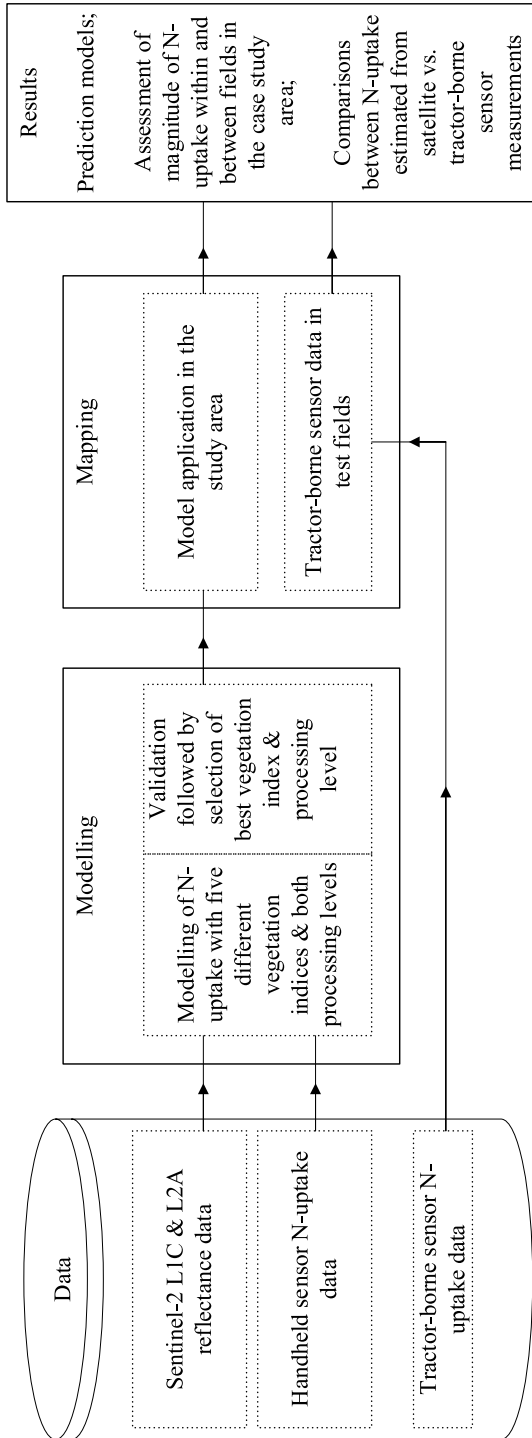 Data
Sentinel-2 L1C & L2A
reflectance data
Handheld sensor N-uptake
data
Tractor-borne sensor N-
uptake data
Modelling
Modelling of N-
uptake with five
different
vegetation
indices & both
processing levels
Validation
followed by
selection of
best vegetation
index &
processing
level
Mapping
Model application in the
study area
Tractor-borne sensor data in
test fields
Results
Prediction models;
Assessment of
magnitude of N-
uptake within and
between fields in
the case study
area;
Comparisons
between N-uptake
estimated from
satellite vs.
tractor-borne
sensor
measurements